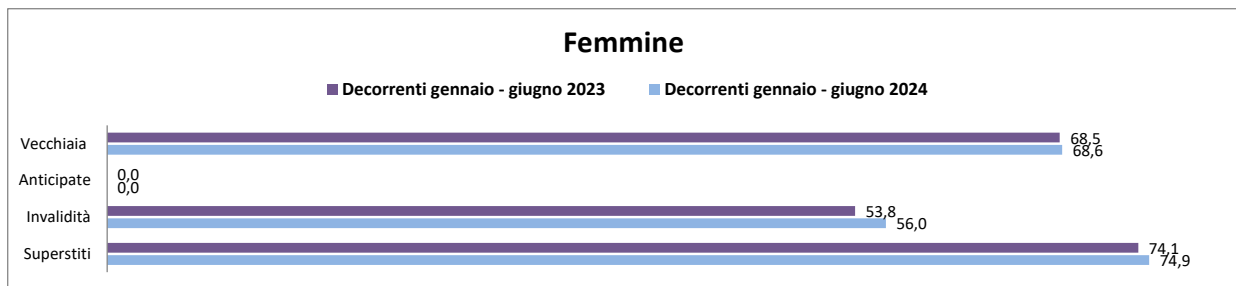 Femmine
Decorrenti gennaio - giugno 2023 Decorrenti gennaio - giugno 2024
Vecchiaia 68,5
68,6
Anticipate 0,0
0,0
Invalidità 53,8
56,0
Superstiti 74,1
74,9